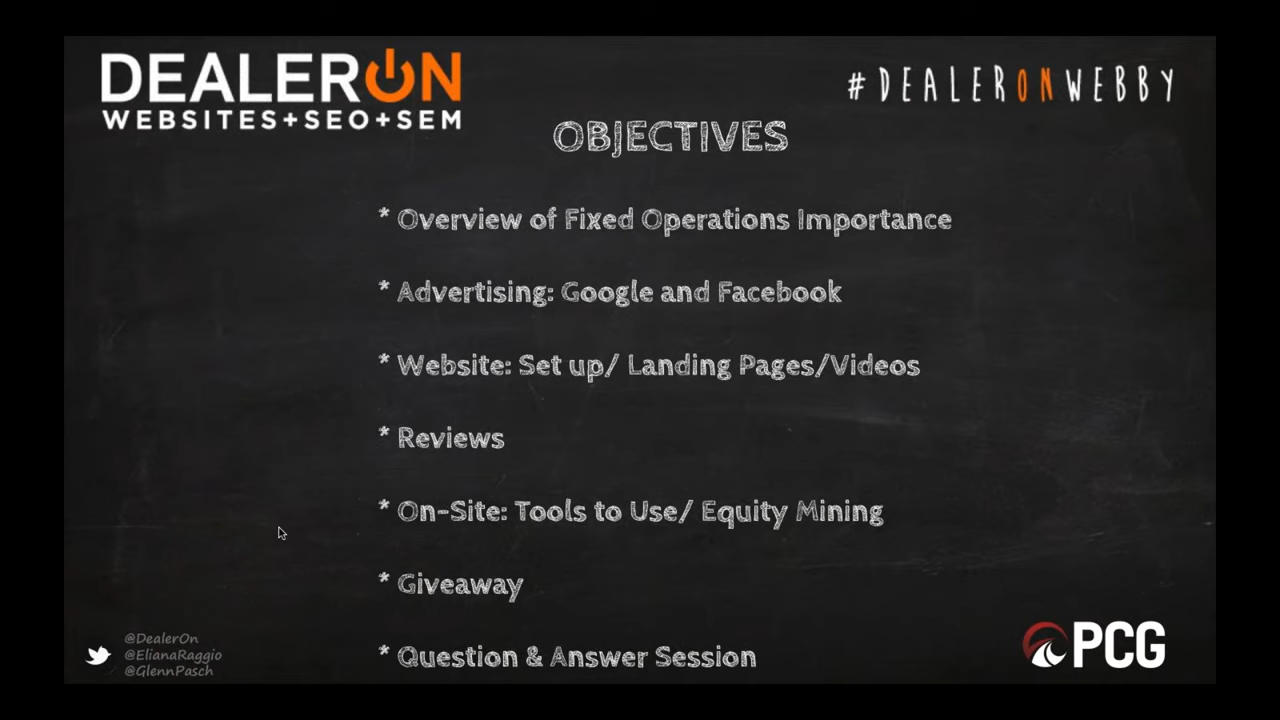 DEALERON
WEBSITES+SEO+SEM
#DEALERONWEBBY
OBJECTIVES
* Overview of Fixed Operations Importance
* Advertising: Google and Facebook
* Website: Set up/ Landing Pages/Videos
* Reviews
* On-Site: Tools to Use/ Equity Mining
* Giveaway
* Question & Answer Session
@DealerOn
@ElianaRaggio
@GlennPasch
PCG